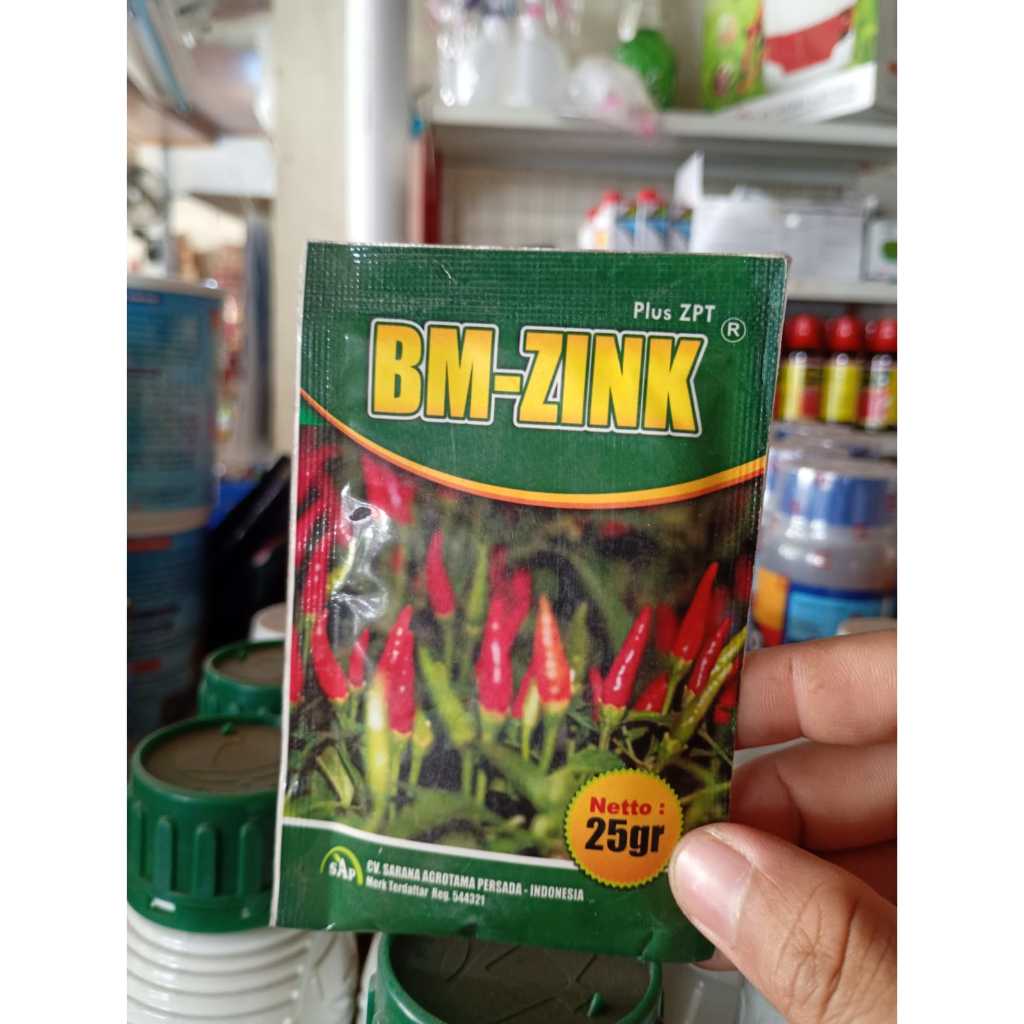 Plus ZPT
BM-ZINK ®
Netto :
25gr
SAP
CV. SARANA AGROTAMA PERSADA - INDONESIA
Merk Terdaftar Reg. 544321